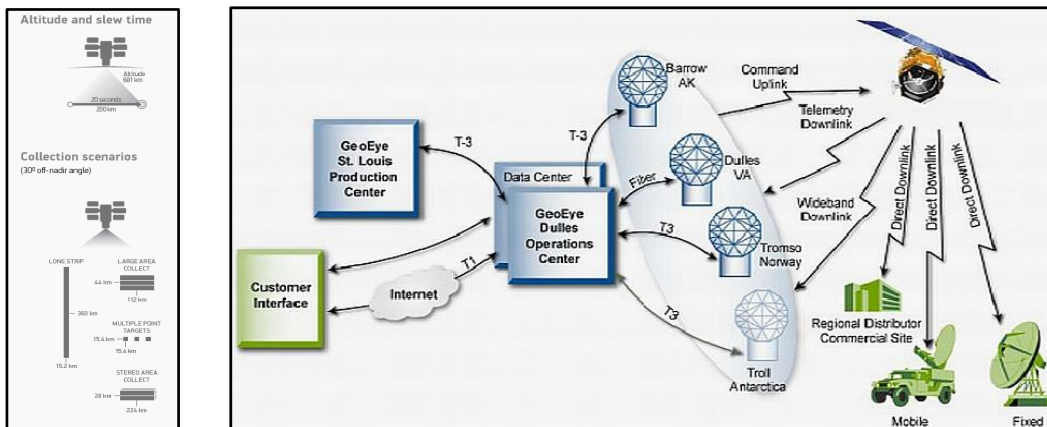 Altitude and slew time
Altitude
681 km
20 seconds
200 km
Collection scenarios
(30º off-nadir angle)
LONG STRIP
360 km
15.2 km
LARGE AREA
COLLECT
44 km
112 km
MULTIPLE POINT
TARGETS
15.4 km
15.4 km
STEREO AREA
COLLECT
28 km
224 km
GeoEye
St. Louis
Production
Center
T-3
Customer
Interface
Internet
T1
Data Center
GeoEye
Dulles
Operations
Center
T-3
Fiber
T3
T3
Barrow
AK
Dulles
VA
Tromso
Norway
Troll
Antarctica
Command
Uplink
Telemetry
Downlink
Wideband
Downlink
Direct Downlink
Direct Downlink
Direct Downlink
Regional Distributor
Commercial Site
Mobile
Fixed